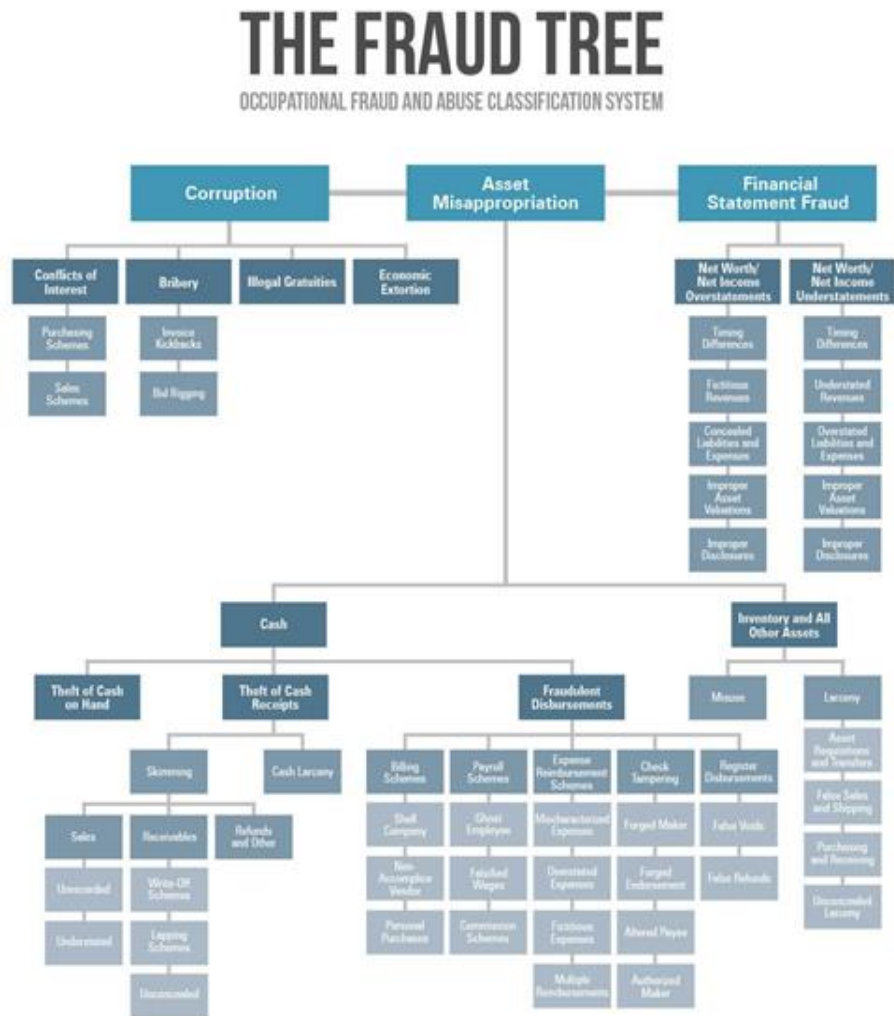 THE FRAUD TREE
OCCUPATIONAL FRAUD AND ABUSE CLASSIFICATION SYSTEM
Corruption
Asset
Misappropriation
Financial
Statement Fraud
Conflicts of
Interest
Bribery
Illegal Gratuities
Economic
Extortion
Net Worth/
Net Income
Overstatements
Net Worth/
Net Income
Understatements
Purchasing
Schemes
Sales
Schemes
Invoice
Kickbacks
Bid Rigging
Timing
Differences
Fictitious
Revenues
Concealed
Liabilities and
Expenses
Improper
Asset
Valuations
Improper
Disclosures
Timing
Differences
Understated
Revenues
Overstated
Liabilities and
Expenses
Improper
Asset
Valuations
Improper
Disclosures
Cash
Inventory and All
Other Assets
Theft of Cash
on Hand
Theft of Cash
Receipts
Fraudulent
Disbursements
Misuse
Larceny
Skimming
Cash Larceny
Sales
Receivables
Refunds
and Other
Unrecorded
Understated
Write-Off
Schemes
Lapping
Schemes
Unconcealed
Billing
Schemes
Shell
Company
Non-
Accomplice
Vendor
Personal
Purchases
Payroll
Schemes
Ghost
Employee
Falsified
Wages
Commission
Schemes
Expense
Reimbursement
Schemes
Mischaracterized
Expenses
Overstated
Expenses
Fictitious
Expenses
Multiple
Reimbursements
Check
Tampering
Forged Maker
Forged
Endorsement
Altered Payee
Authorized
Maker
Register
Disbursements
False Voids
False Refunds
Asset
Requisitions
and Transfers
False Sales
and Shipping
Purchasing
and Receiving
Unconcealed
Larceny